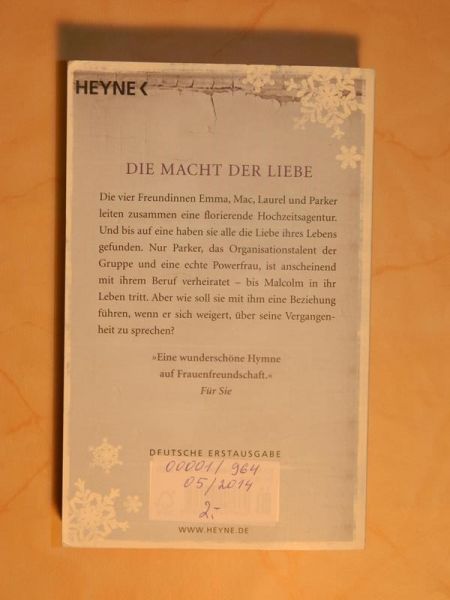 HEYNE<
DIE MACHT DER LIEBE
Die vier Freundinnen Emma, Mac, Laurel und Parker
leiten zusammen eine florierende Hochzeitsagentur.
Und bis auf eine haben sie alle die Liebe ihres Lebens
gefunden. Nur Parker, das Organisationstalent der
Gruppe und eine echte Powerfrau, ist anscheinend
mit ihrem Beruf verheiratet – bis Malcolm in ihr
Leben tritt. Aber wie soll sie mit ihm eine Beziehung
führen, wenn er sich weigert, über seine Vergangen-
heit zu sprechen?
»Eine wunderschöne Hymne
auf Frauenfreundschaft.«
Für Sie
DEUTSCHE ERSTAUSGABE
00001/964
05/2014
2,-
WWW.HEYNE.DE